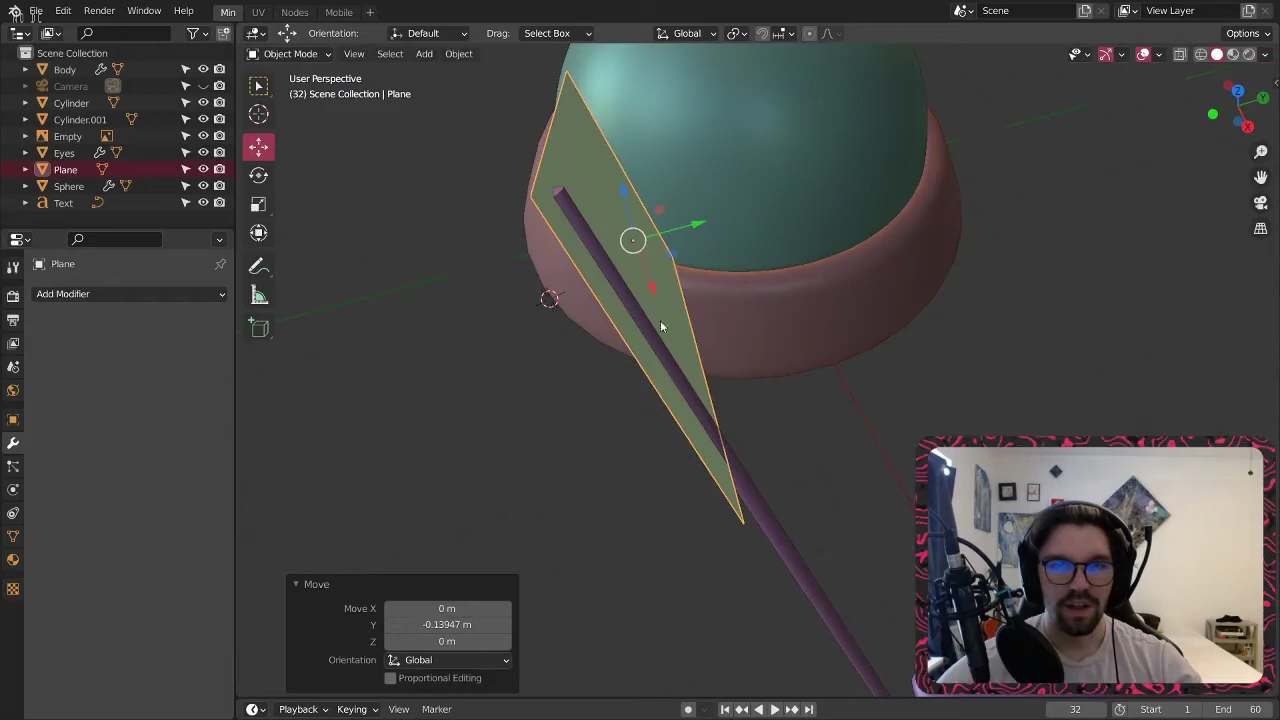 File Edit Render Window Help Min UV Nodes Mobile + Scene View Layer
Orientation: Default Drag: Select Box Global Options
Object Mode View Select Add Object
Scene Collection
Body
Camera
Cylinder
Cylinder.001
Empty
Eyes
Plane
Sphere
Text
User Perspective
(32) Scene Collection | Plane
Z
Y
X
Plane
Add Modifier
Move
Move X 0 m
Y -0.13947 m
Z 0 m
Orientation Global
Proportional Editing
Playback Keying View Marker 32 Start 1 End 60